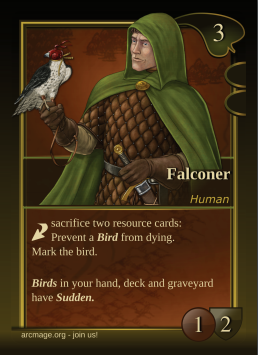 3
Falconer
Human
sacrifice two resource cards:
Prevent a Bird from dying.
Mark the bird.
Birds in your hand, deck and graveyard
have Sudden.
1 2
arcmage.org - join us!